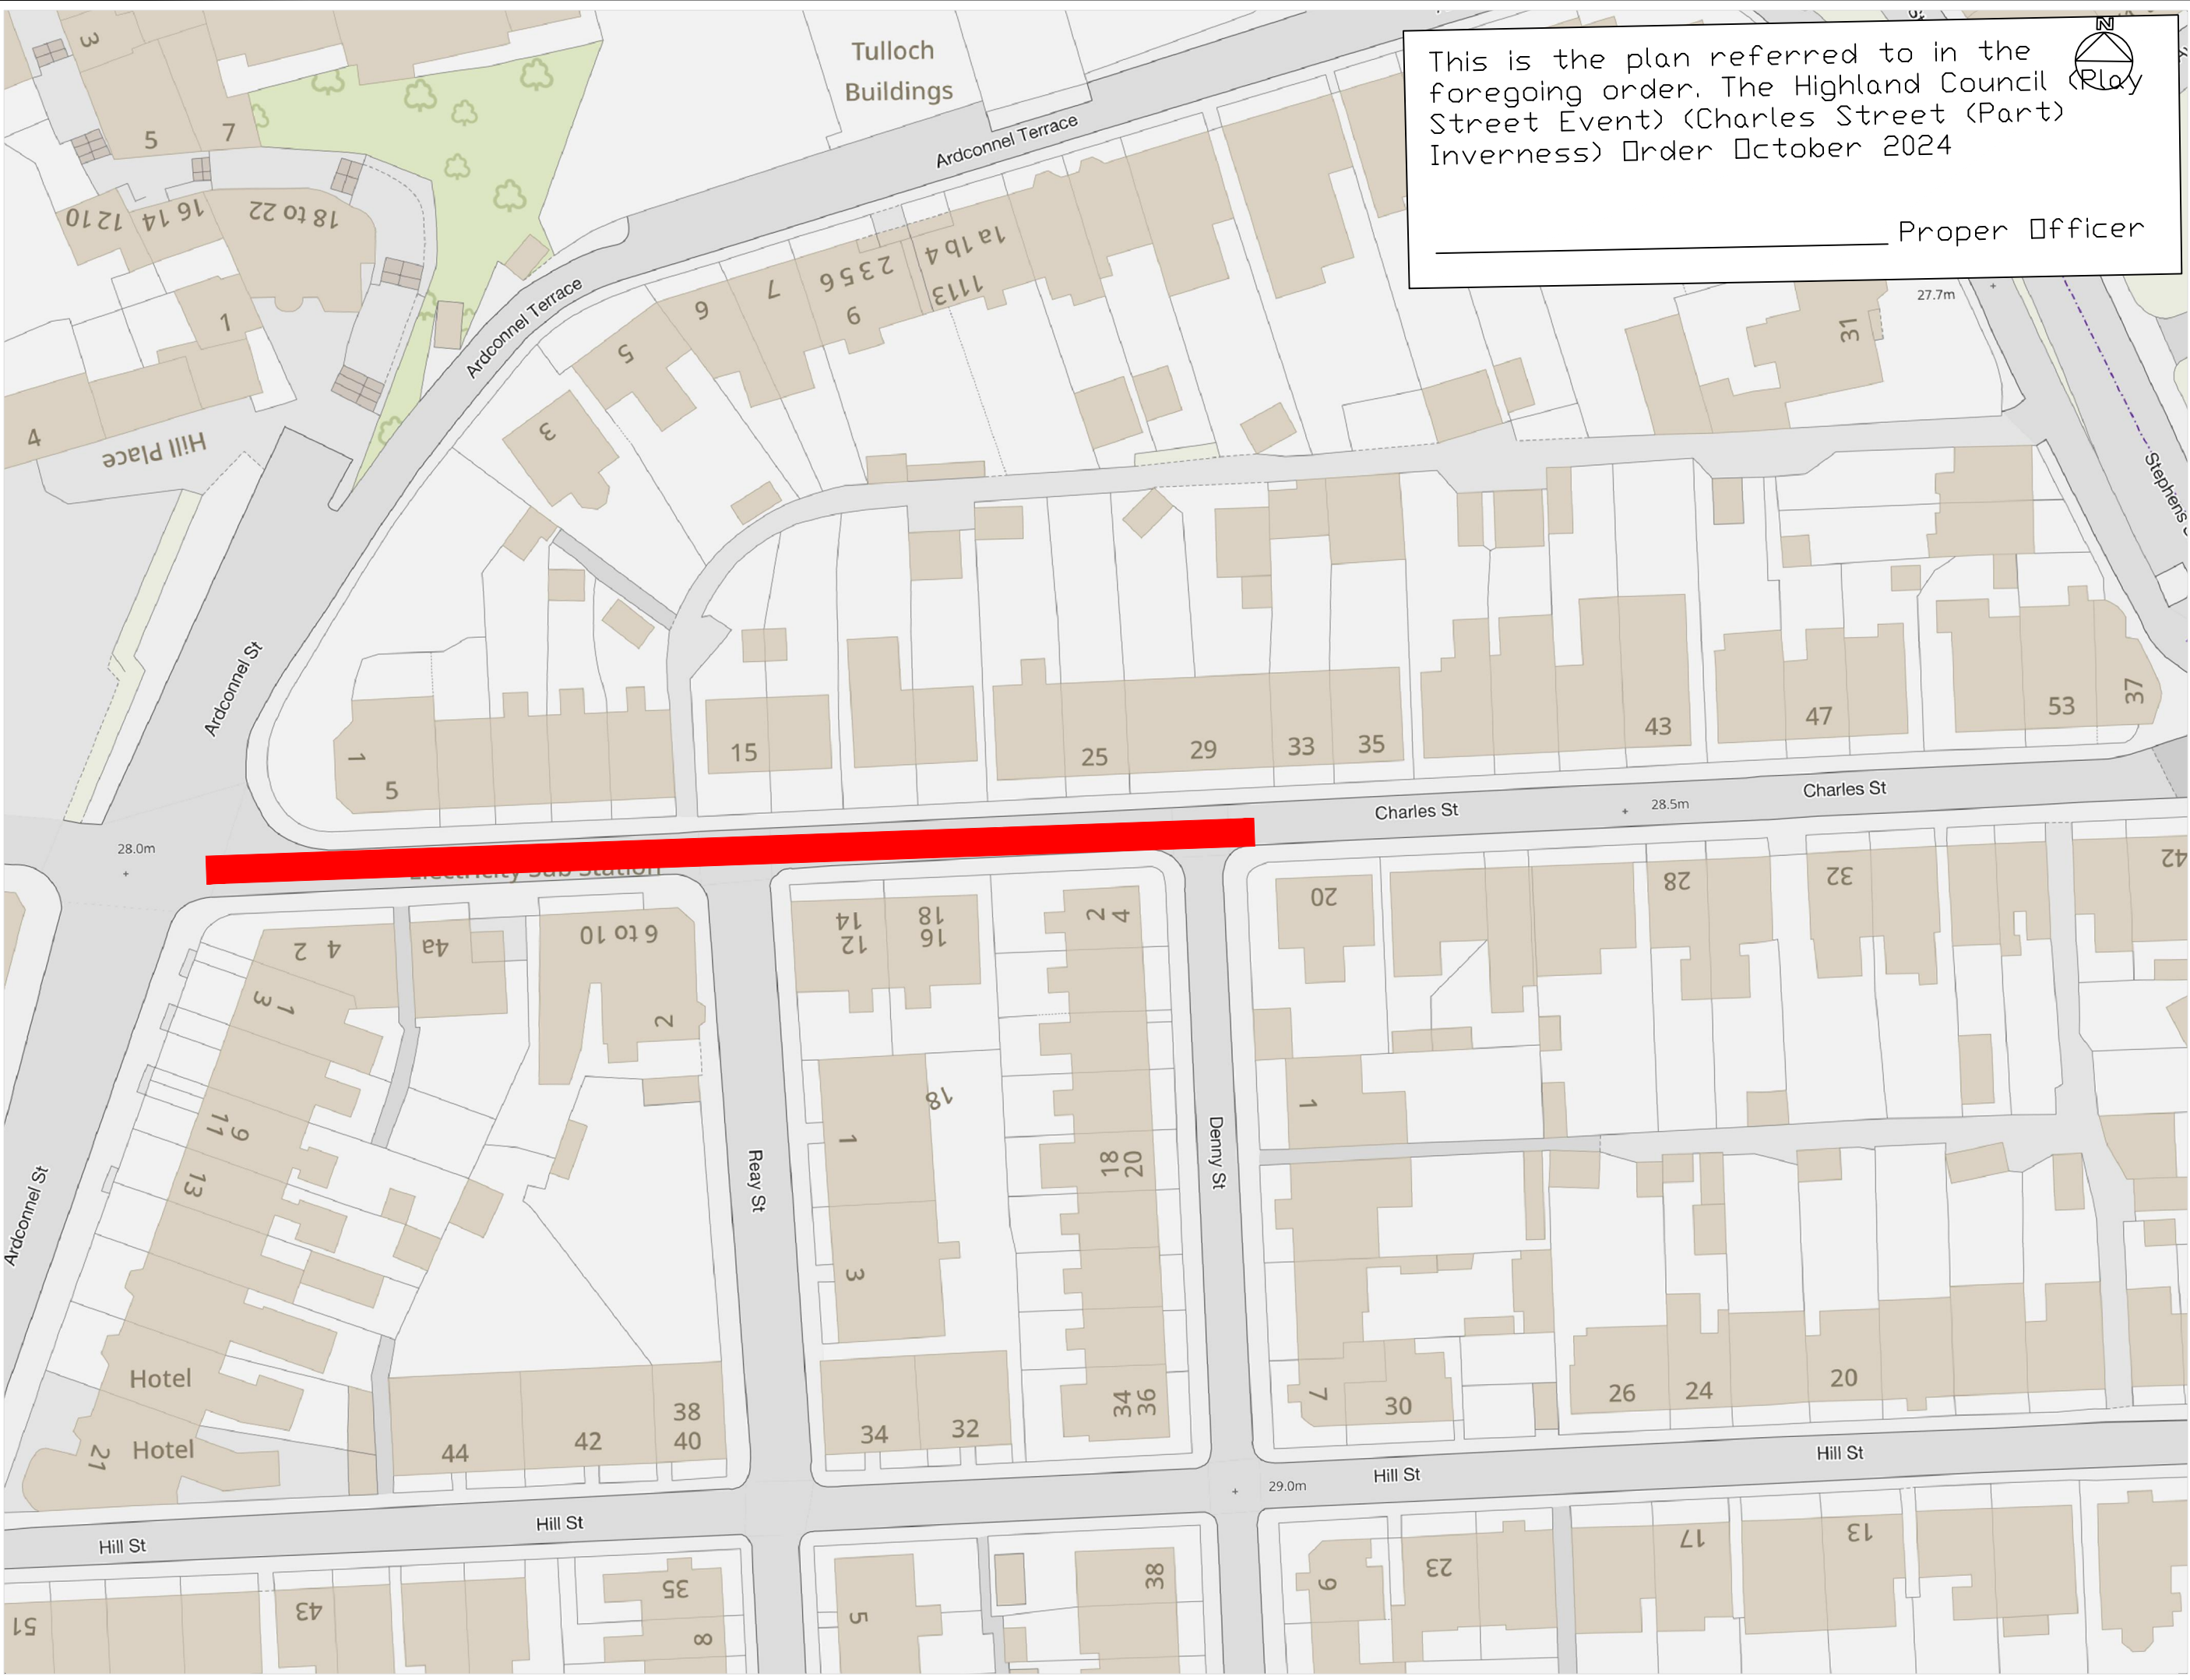 N
This is the plan referred to in the
foregoing order. The Highland Council (Play
Street Event) (Charles Street (Part)
Inverness) Order October 2024
Proper Officer
Tulloch
Buildings
Ardconnel Terrace
3
5
7
12 10
14
16
18 to 22
1
4
Hill Place
Ardconnel Terrace
3
5
6
7
9
2 3 5 6
1a 1b 4
11 13
31
27.7m
Ardconnel St
1
5
15
25
29
33
35
43
47
53
37
28.0m
Charles St
28.5m
Charles St
Electricity Sub Station
2
4
4a
6 to 10
2
14
12
18
16
2
4
20
28
32
42
1
3
9
11
13
Ardconnel St
Reay St
Denny St
1
18
3
18
20
1
Hotel
Hotel
21
44
42
38
40
34
32
34
36
7
30
26
24
20
Hill St
Hill St
29.0m
Hill St
Hill St
51
43
35
8
5
38
9
23
17
13